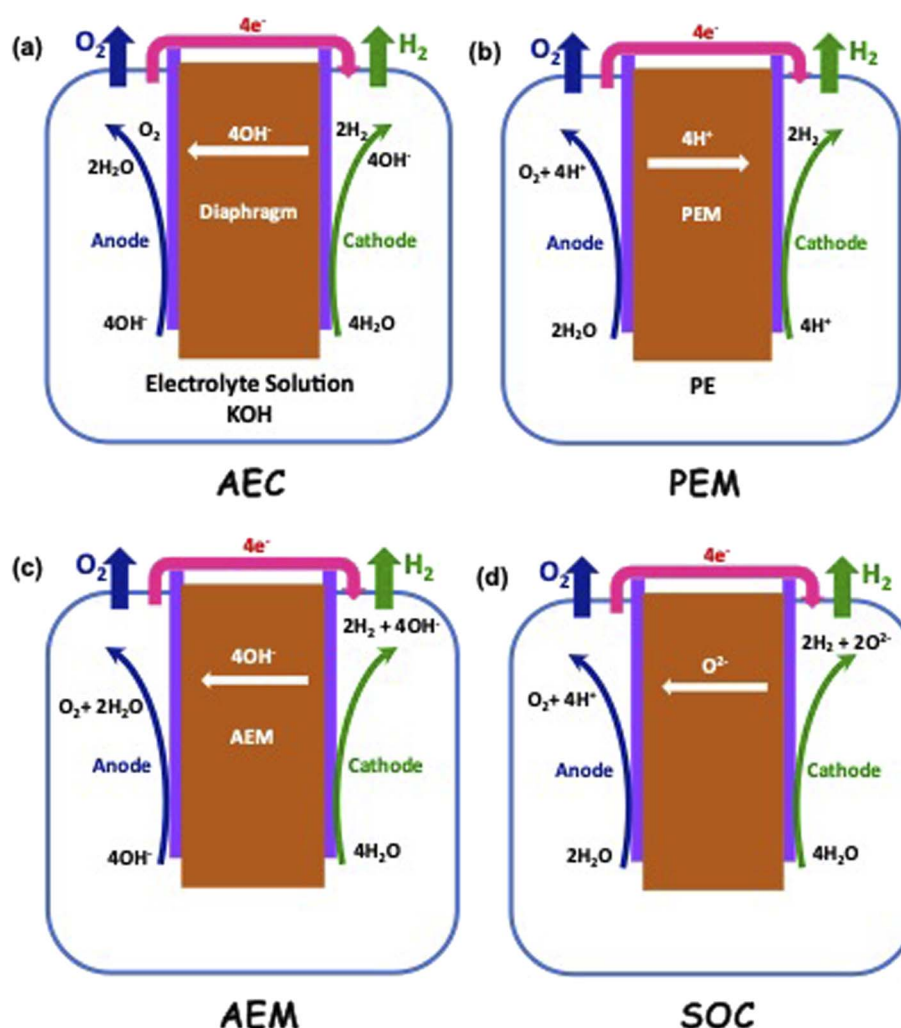 (a)
O₂
4e⁻
H₂
O₂
4OH⁻
2H₂
2H₂O
4OH⁻
Diaphragm
Anode
Cathode
4OH⁻
4H₂O
Electrolyte Solution
KOH
AEC
(b)
O₂
4e⁻
H₂
4H⁺
2H₂
O₂+ 4H⁺
PEM
Anode
Cathode
2H₂O
4H⁺
PE
PEM
(c)
O₂
4e⁻
H₂
2H₂ + 4OH⁻
4OH⁻
O₂+ 2H₂O
AEM
Anode
Cathode
4OH⁻
4H₂O
AEM
(d)
O₂
4e⁻
H₂
2H₂ + 2O²⁻
O²⁻
O₂+ 4H⁺
Anode
Cathode
2H₂O
4H₂O
SOC